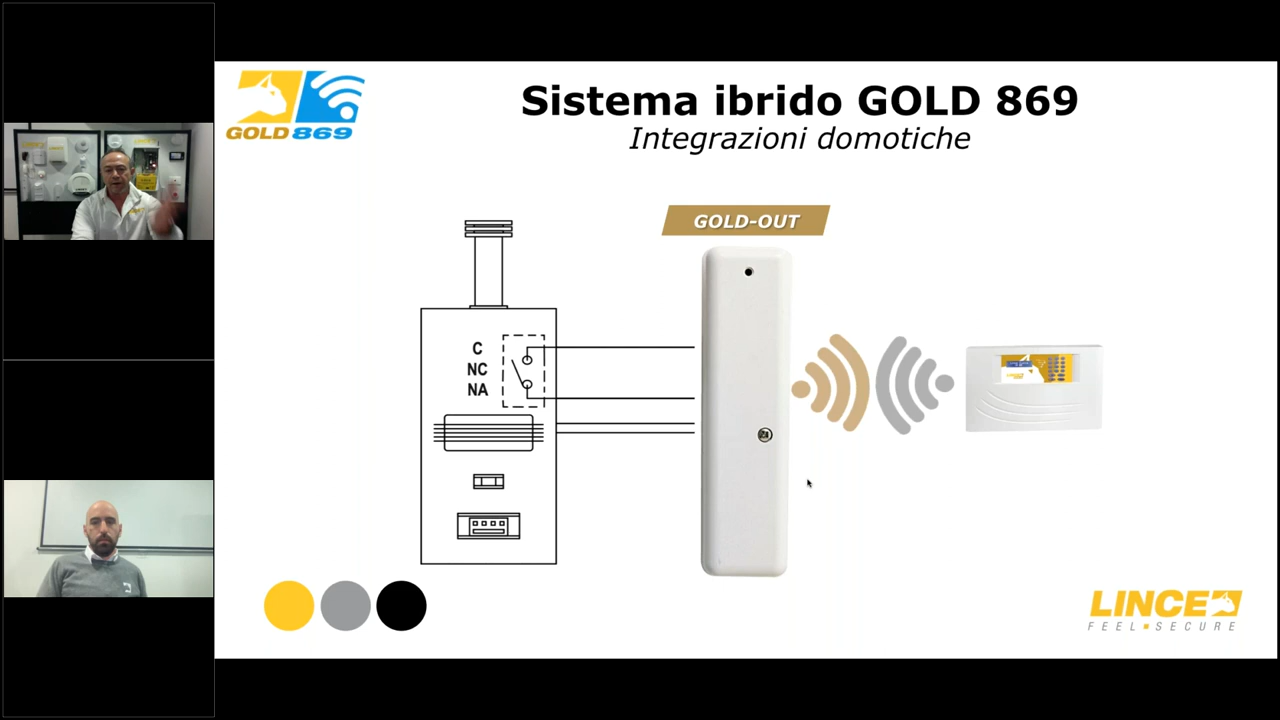 GOLD 869
Sistema ibrido GOLD 869
Integrazioni domotiche
GOLD-OUT
C
NC
NA
LINCE
FEEL SECURE